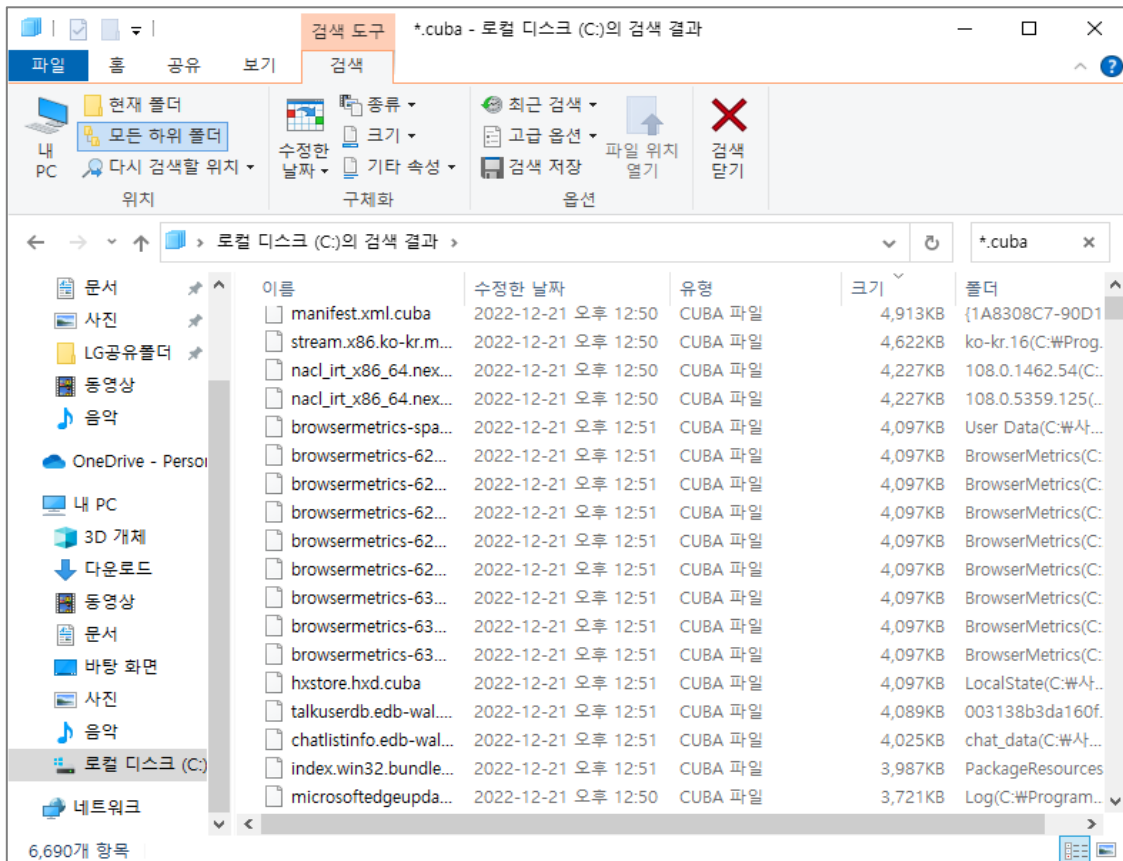 검색 도구 *.cuba - 로컬 디스크 (C:)의 검색 결과
파일 홈 공유 보기 검색
내 PC
현재 폴더
모든 하위 폴더
다시 검색할 위치
위치
수정한 날짜
종류
크기
기타 속성
구체화
최근 검색
고급 옵션
검색 저장
파일 위치 열기
옵션
검색 닫기
로컬 디스크 (C:)의 검색 결과
*.cuba
문서
사진
LG공유폴더
동영상
음악
OneDrive - Person
내 PC
3D 개체
다운로드
동영상
문서
바탕 화면
사진
음악
로컬 디스크 (C:)
네트워크
이름 수정한 날짜 유형 크기 폴더
manifest.xml.cuba 2022-12-21 오후 12:50 CUBA 파일 4,913KB {1A8308C7-90D1
stream.x86.ko-kr.m... 2022-12-21 오후 12:50 CUBA 파일 4,622KB ko-kr.16(C:₩Prog.
nacl_irt_x86_64.nex... 2022-12-21 오후 12:50 CUBA 파일 4,227KB 108.0.1462.54(C:.
nacl_irt_x86_64.nex... 2022-12-21 오후 12:50 CUBA 파일 4,227KB 108.0.5359.125(..
browsermetrics-spa... 2022-12-21 오후 12:51 CUBA 파일 4,097KB User Data(C:₩사...
browsermetrics-62... 2022-12-21 오후 12:51 CUBA 파일 4,097KB BrowserMetrics(C:
browsermetrics-62... 2022-12-21 오후 12:51 CUBA 파일 4,097KB BrowserMetrics(C:
browsermetrics-62... 2022-12-21 오후 12:51 CUBA 파일 4,097KB BrowserMetrics(C:
browsermetrics-62... 2022-12-21 오후 12:51 CUBA 파일 4,097KB BrowserMetrics(C:
browsermetrics-62... 2022-12-21 오후 12:51 CUBA 파일 4,097KB BrowserMetrics(C:
browsermetrics-63... 2022-12-21 오후 12:51 CUBA 파일 4,097KB BrowserMetrics(C:
browsermetrics-63... 2022-12-21 오후 12:51 CUBA 파일 4,097KB BrowserMetrics(C:
browsermetrics-63... 2022-12-21 오후 12:51 CUBA 파일 4,097KB BrowserMetrics(C:
hxstore.hxd.cuba 2022-12-21 오후 12:51 CUBA 파일 4,097KB LocalState(C:₩사..
talkuserdb.edb-wal.... 2022-12-21 오후 12:51 CUBA 파일 4,089KB 003138b3da160f.
chatlistinfo.edb-wal... 2022-12-21 오후 12:51 CUBA 파일 4,025KB chat_data(C:₩사...
index.win32.bundle... 2022-12-21 오후 12:51 CUBA 파일 3,987KB PackageResources
microsoftedgeupda... 2022-12-21 오후 12:50 CUBA 파일 3,721KB Log(C:₩Program..
6,690개 항목